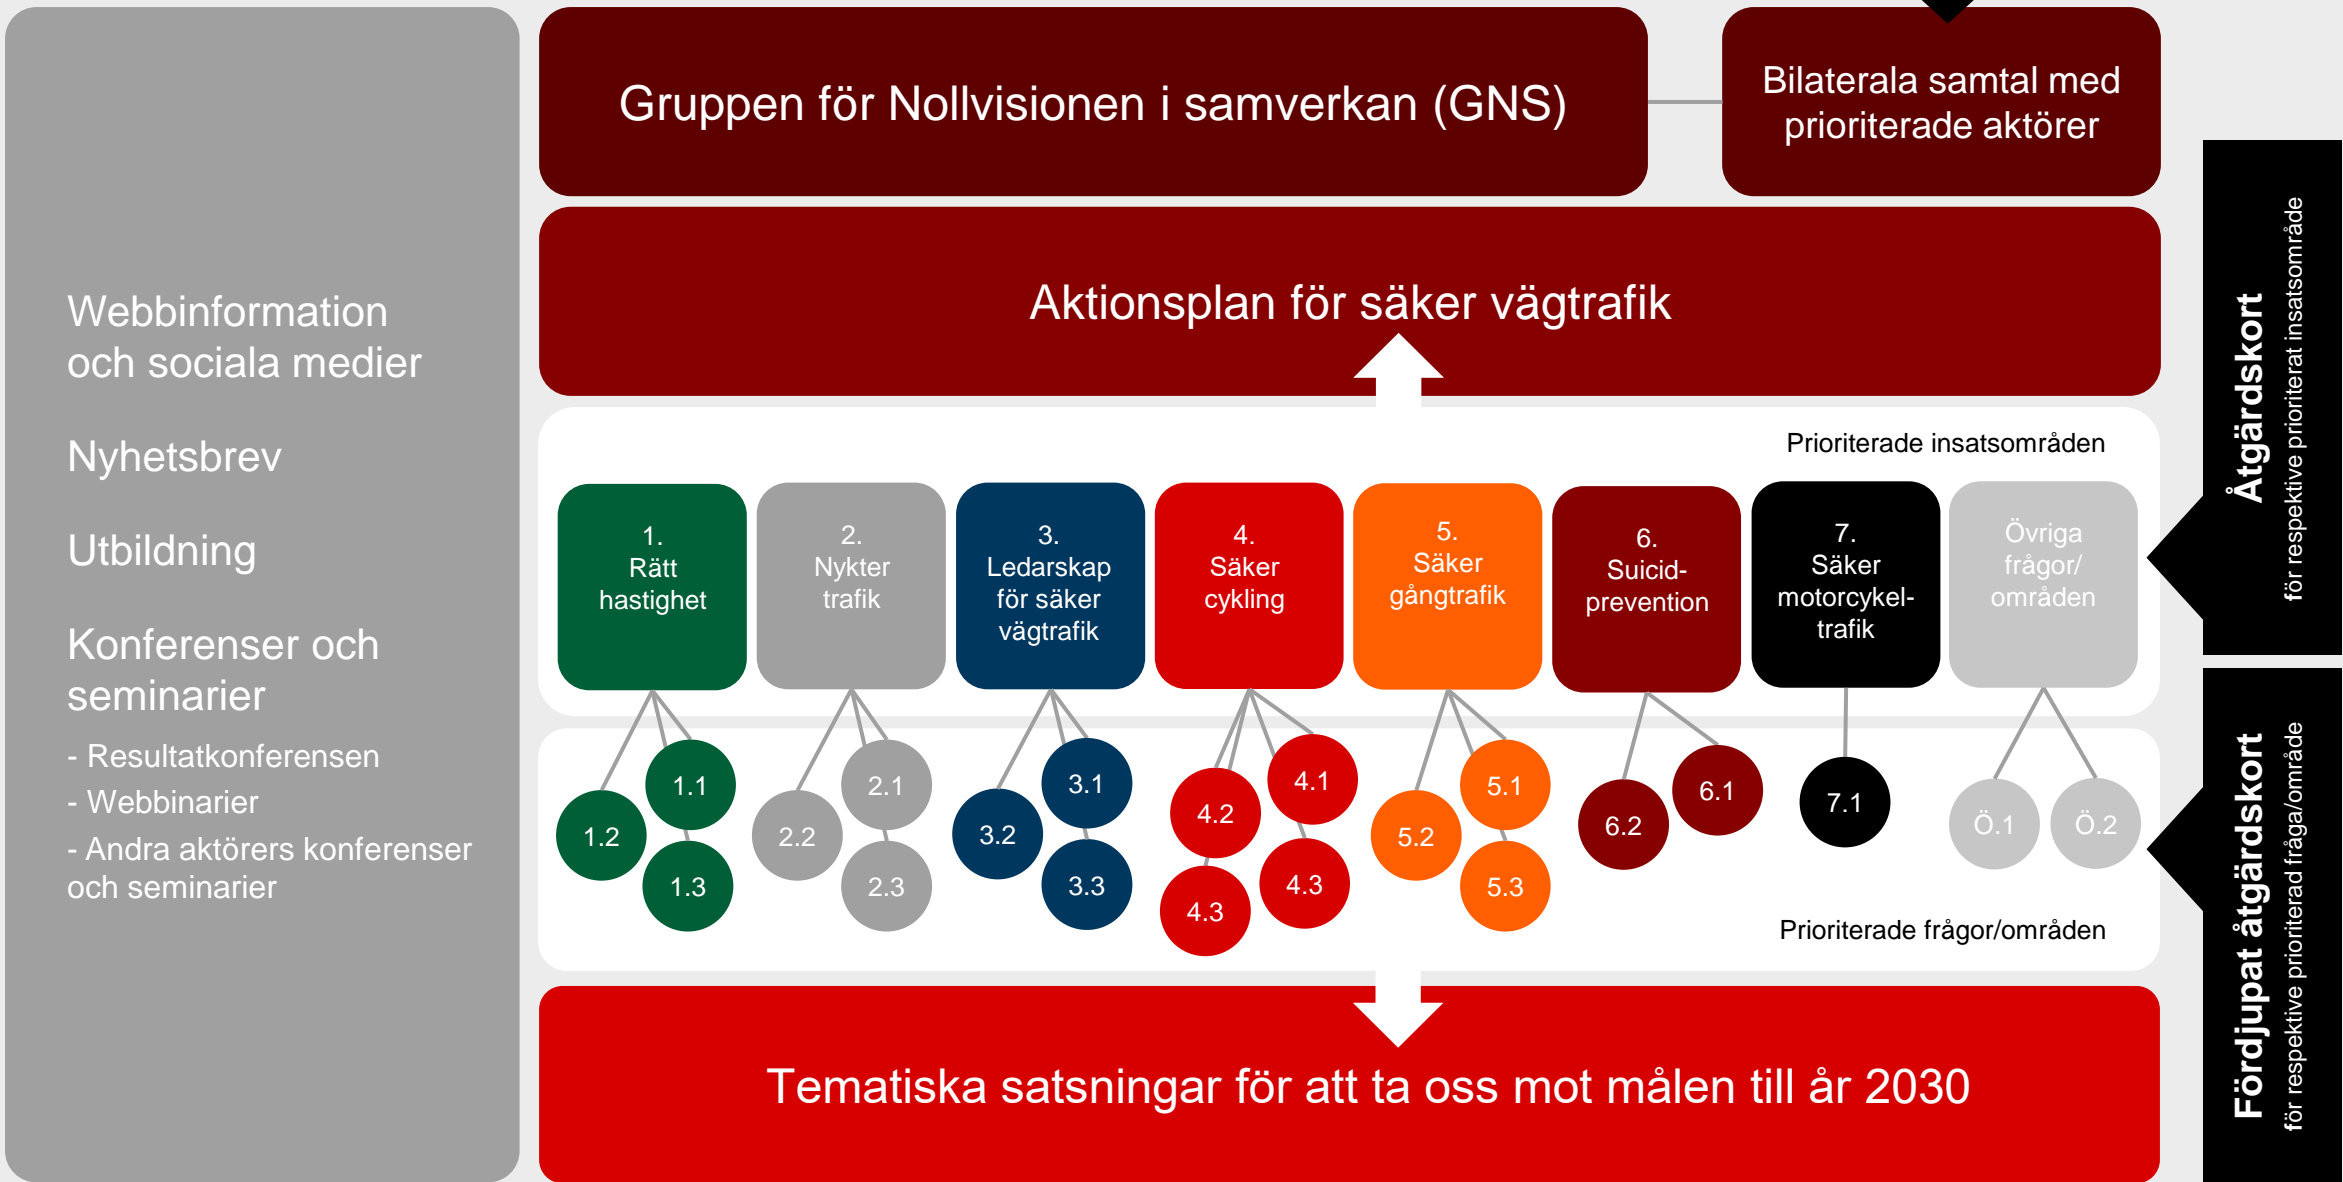 Webbinformation
och sociala medier
Nyhetsbrev
Utbildning
Konferenser och
seminarier
- Resultatkonferensen
- Webbinarier
- Andra aktörers konferenser
och seminarier
Gruppen för Nollvisionen i samverkan (GNS)
Bilaterala samtal med
prioriterade aktörer
Aktionsplan för säker vägtrafik
Prioriterade insatsområden
1.
Rätt
hastighet
2.
Nykter
trafik
3.
Ledarskap
för säker
vägtrafik
4.
Säker
cykling
5.
Säker
gångtrafik
6.
Suicid-
prevention
7.
Säker
motorcykel-
trafik
Övriga
frågor/
områden
1.1
1.2
1.3
2.1
2.2
2.3
3.1
3.2
3.3
4.1
4.2
4.3
4.3
5.1
5.2
5.3
6.1
6.2
7.1
Ö.1
Ö.2
Prioriterade frågor/områden
Tematiska satsningar för att ta oss mot målen till år 2030
Åtgärdskort
för respektive prioriterat insatsområde
Fördjupat åtgärdskort
för respektive prioriterad fråga/område